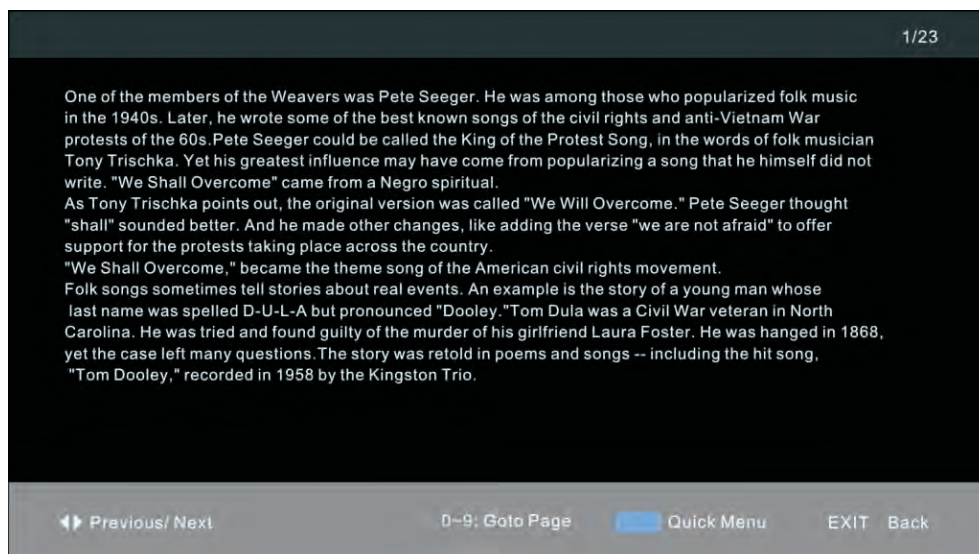 1/23
One of the members of the Weavers was Pete Seeger. He was among those who popularized folk music
in the 1940s. Later, he wrote some of the best known songs of the civil rights and anti-Vietnam War
protests of the 60s.Pete Seeger could be called the King of the Protest Song, in the words of folk musician
Tony Trischka. Yet his greatest influence may have come from popularizing a song that he himself did not
write. "We Shall Overcome" came from a Negro spiritual.
As Tony Trischka points out, the original version was called "We Will Overcome." Pete Seeger thought
"shall" sounded better. And he made other changes, like adding the verse "we are not afraid" to offer
support for the protests taking place across the country.
"We Shall Overcome," became the theme song of the American civil rights movement.
Folk songs sometimes tell stories about real events. An example is the story of a young man whose
last name was spelled D-U-L-A but pronounced "Dooley."Tom Dula was a Civil War veteran in North
Carolina. He was tried and found guilty of the murder of his girlfriend Laura Foster. He was hanged in 1868,
yet the case left many questions.The story was retold in poems and songs -- including the hit song,
"Tom Dooley," recorded in 1958 by the Kingston Trio.
Previous/ Next 0~9: Goto Page Quick Menu EXIT Back